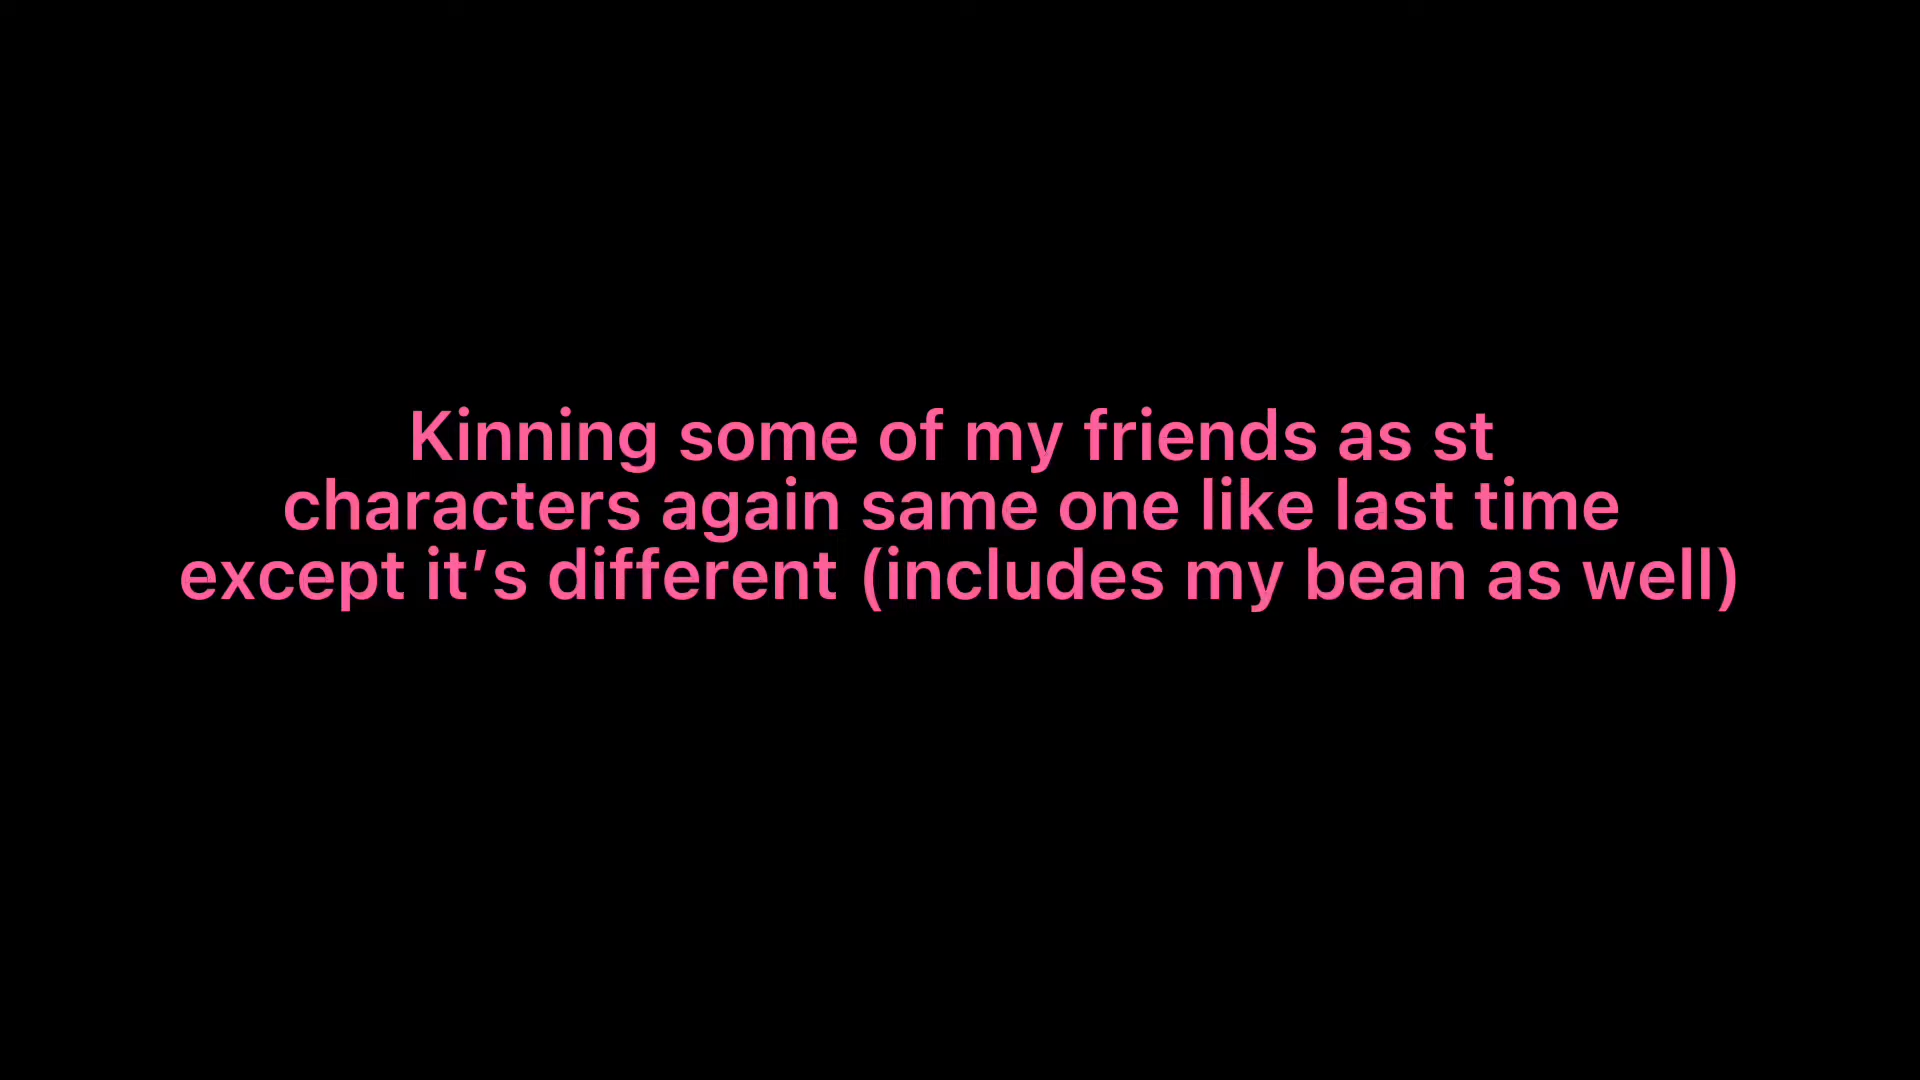 Kinning some of my friends as st
characters again same one like last time
except it’s different (includes my bean as well)